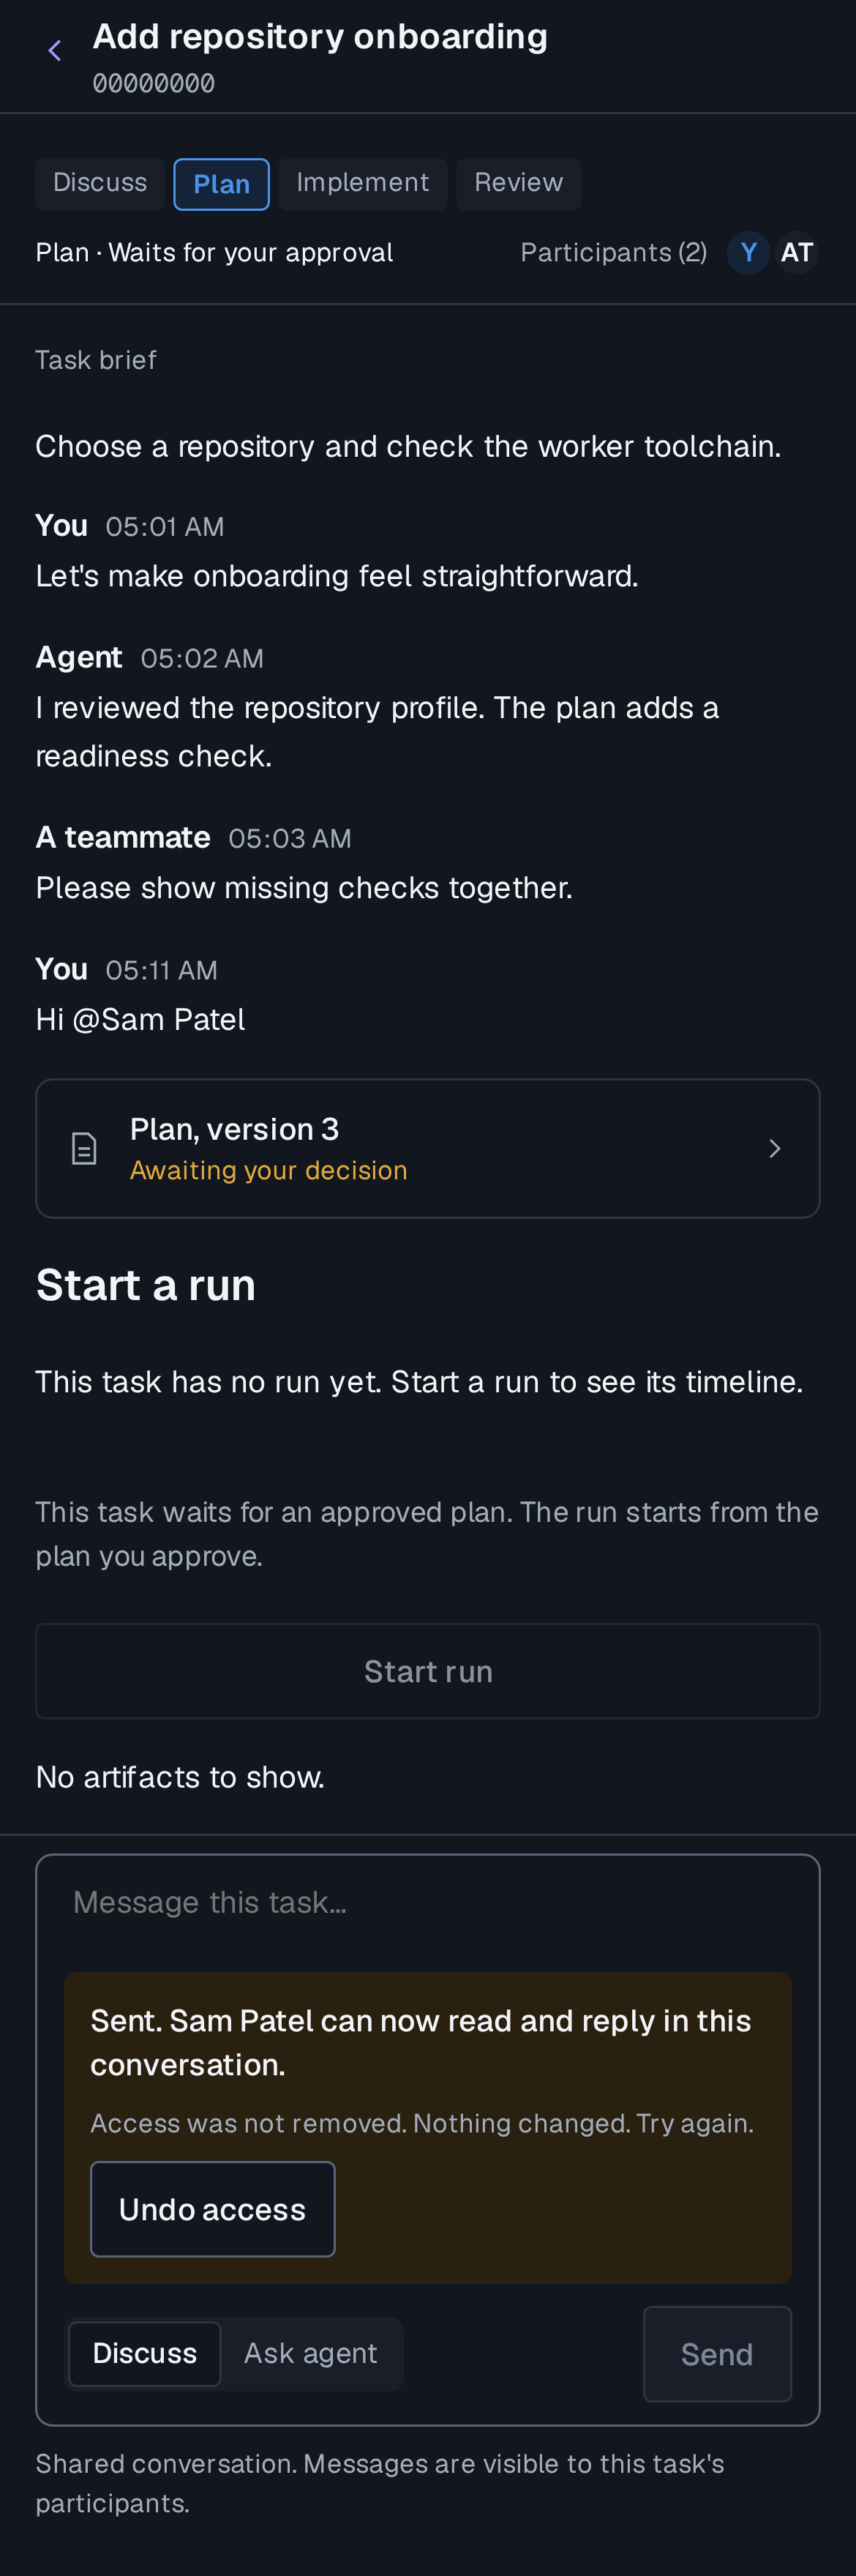 Add repository onboarding
00000000
Discuss
Plan
Implement
Review
Plan · Waits for your approval
Participants (2)
Y
AT
Task brief
Choose a repository and check the worker toolchain.
You 05:01 AM
Let's make onboarding feel straightforward.
Agent 05:02 AM
I reviewed the repository profile. The plan adds a
readiness check.
A teammate 05:03 AM
Please show missing checks together.
You 05:11 AM
Hi @Sam Patel
Plan, version 3
Awaiting your decision
Start a run
This task has no run yet. Start a run to see its timeline.
This task waits for an approved plan. The run starts from the
plan you approve.
Start run
No artifacts to show.
Message this task…
Sent. Sam Patel can now read and reply in this
conversation.
Access was not removed. Nothing changed. Try again.
Undo access
Discuss
Ask agent
Send
Shared conversation. Messages are visible to this task's
participants.